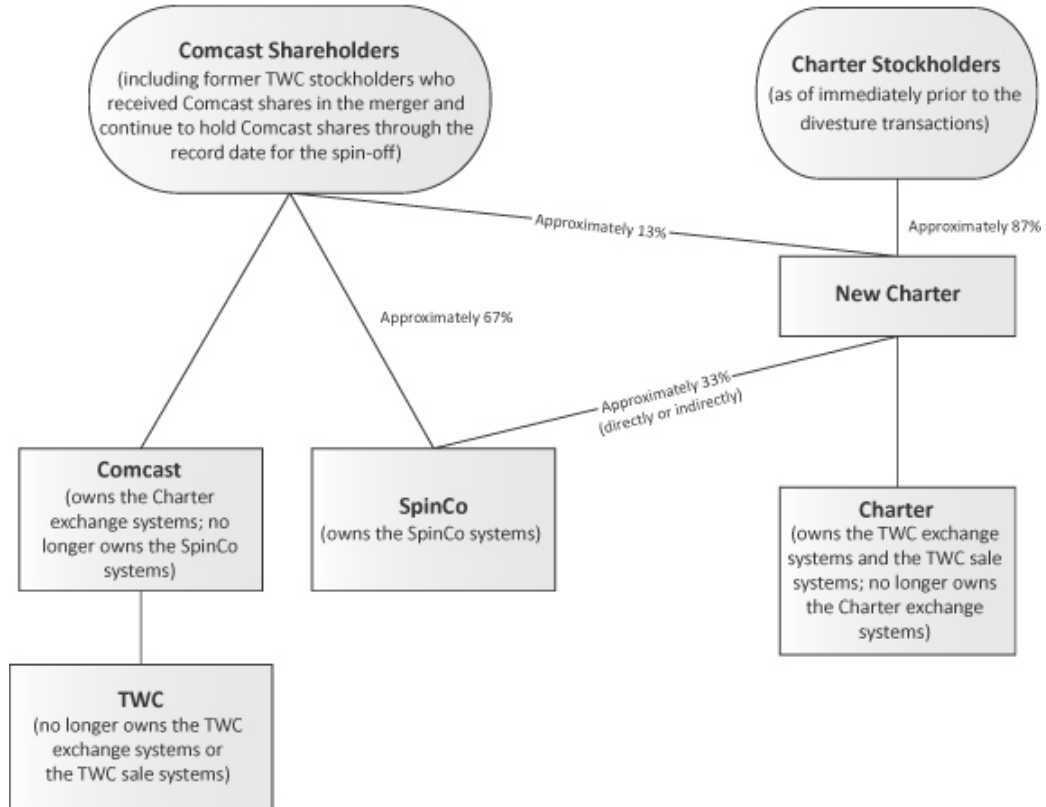 Comcast Shareholders
(including former TWC stockholders who
received Comcast shares in the merger and
continue to hold Comcast shares through the
record date for the spin-off)
Charter Stockholders
(as of immediately prior to the
divesture transactions)
Approximately 13%
Approximately 87%
New Charter
Approximately 67%
Approximately 33%
(directly or indirectly)
Comcast
(owns the Charter
exchange systems; no
longer owns the SpinCo
systems)
SpinCo
(owns the SpinCo systems)
Charter
(owns the TWC exchange
systems and the TWC sale
systems; no longer owns
the Charter exchange
systems)
TWC
(no longer owns the TWC
exchange systems or
the TWC sale systems)